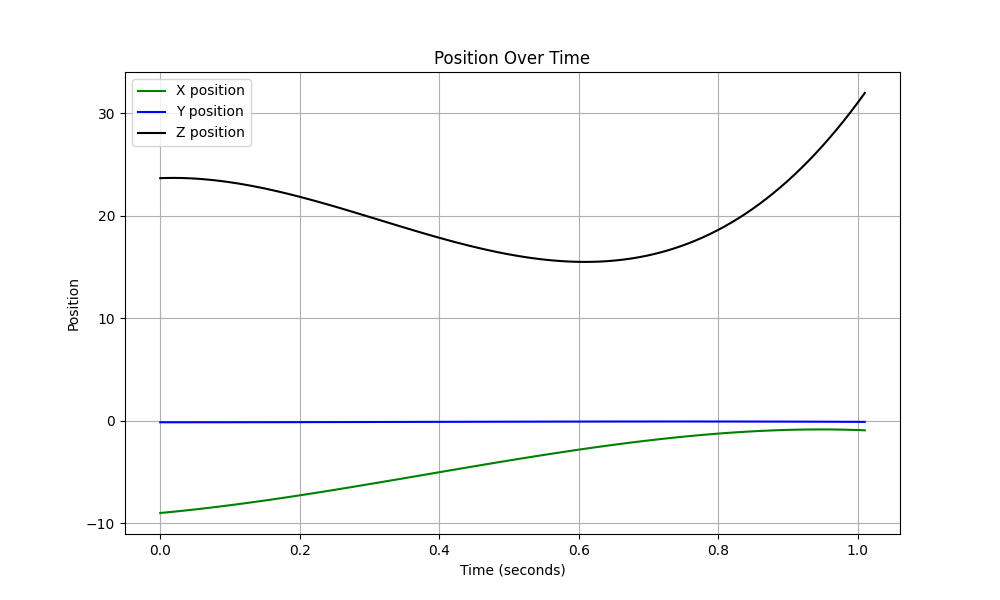 Position Over Time
X position
Y position
Z position
30
20
10
0
−10
Position
0.0 0.2 0.4 0.6 0.8 1.0
Time (seconds)